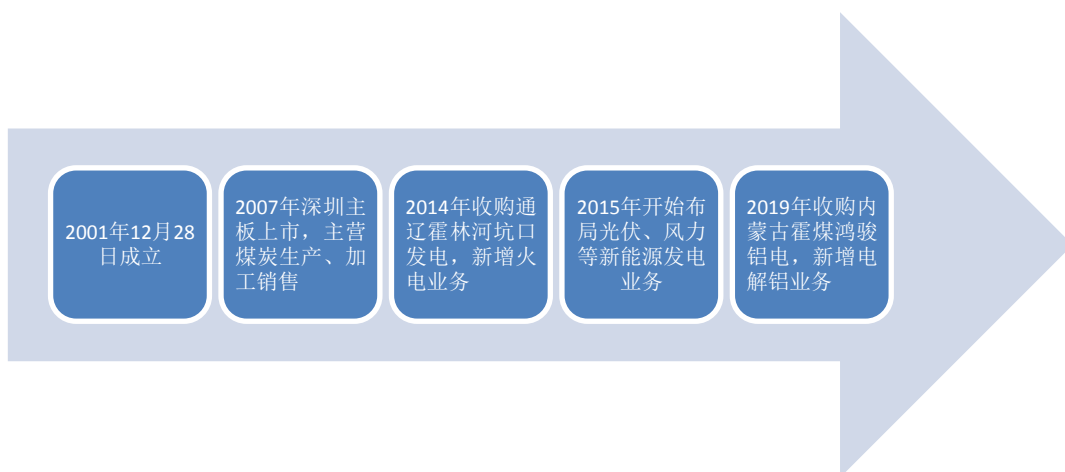 2001年12月28
日成立
2007年深圳主
板上市，主营
煤炭生产、加
工销售
2014年收购通
辽霍林河坑口
发电，新增火
电业务
2015年开始布
局光伏、风力
等新能源发电
业务
2019年收购内
蒙古霍煤鸿骏
铝电，新增电
解铝业务